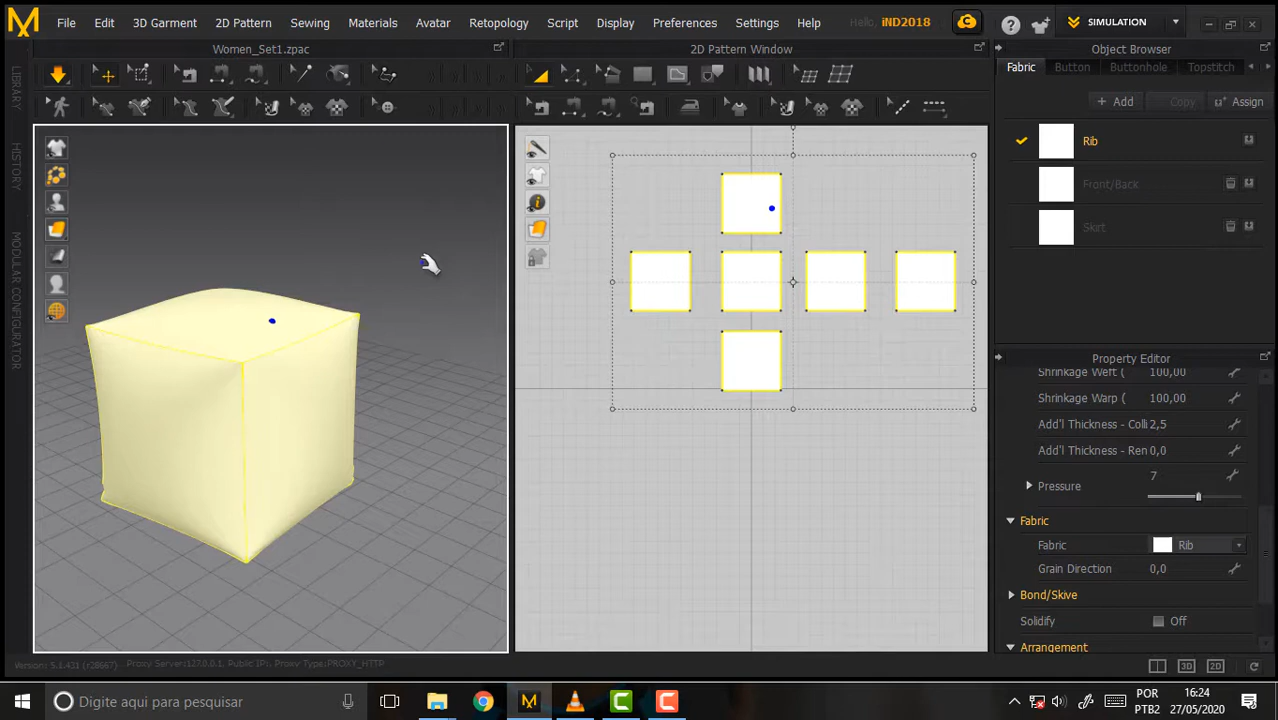 File Edit 3D Garment 2D Pattern Sewing Materials Avatar Retopology Script Display Preferences Settings Help Hello, iND2018 SIMULATION
Women_Set1.zpac
2D Pattern Window
Object Browser
Fabric Button Buttonhole Topstitch
+ Add Copy Assign
Rib
Front/Back
Skirt
LIBRARY
HISTORY
MODULAR CONFIGURATOR
Property Editor
Shrinkage Weft ( 100,00
Shrinkage Warp ( 100,00
Add'l Thickness - Colli 2,5
Add'l Thickness - Ren 0,0
Pressure 7
Fabric
Fabric Rib
Grain Direction 0,0
Bond/Skive
Solidify Off
Arrangement
Version: 5.1.431 (r28667) Proxy Server(127.0.0.1, Public IP), Proxy Type:PROXY_HTTP
3D 2D
Digite aqui para pesquisar
POR
PTB2
16:24
27/05/2020